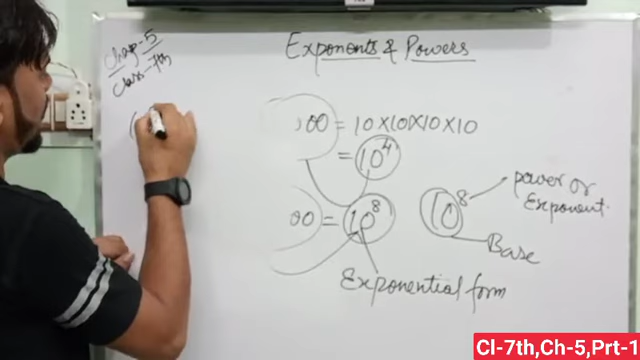 Chap-5
Class-7th
Exponents & Powers
00 = 10×10×10×10
= 10⁴
00 = 10⁸
10⁸
power or
Exponent.
Base
Exponential form
Cl-7th,Ch-5,Prt-1